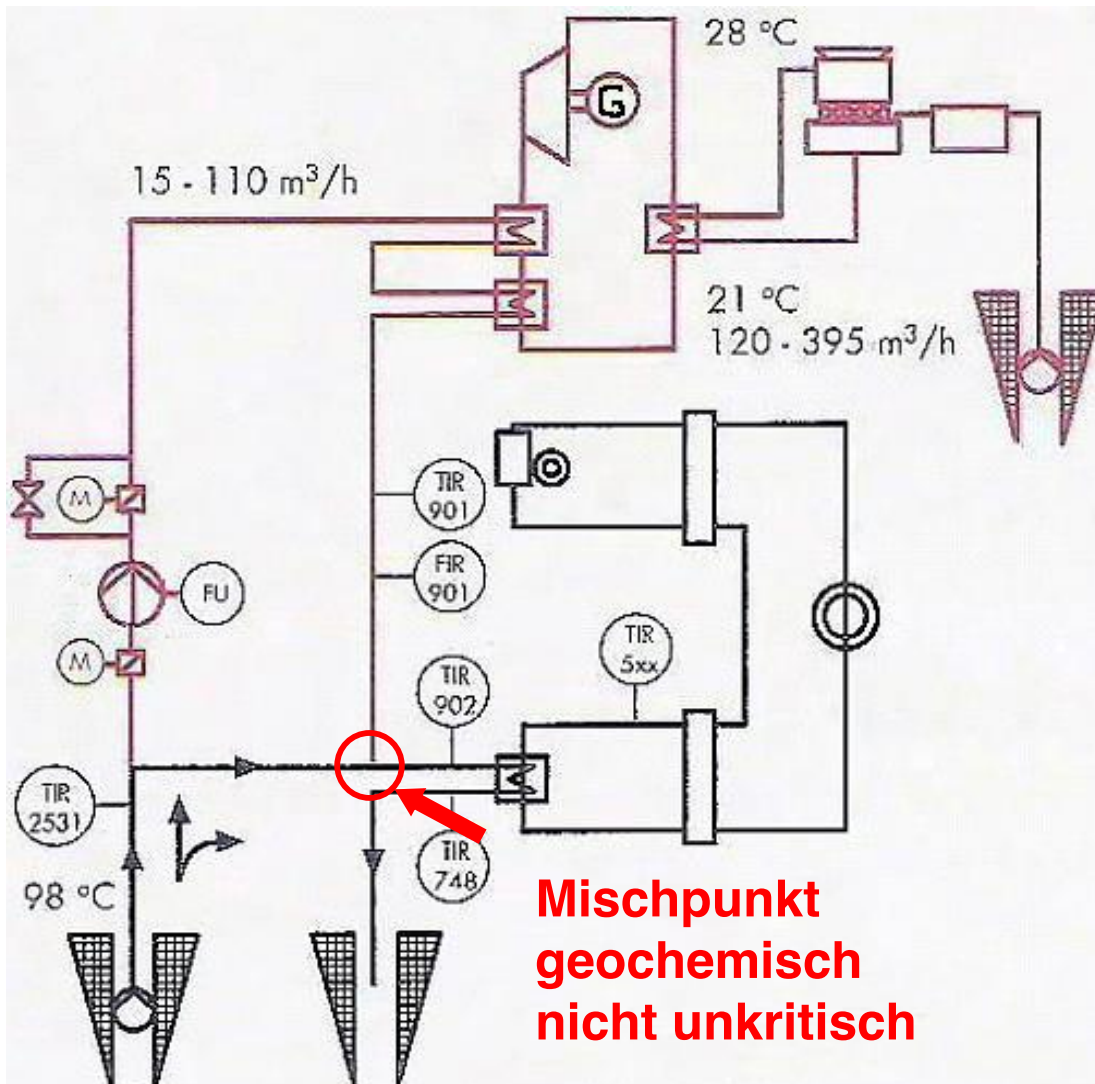 28 °C
G
15 - 110 m³/h
21 °C
120 - 395 m³/h
TIR
901
M
FIR
901
FU
TIR
5xx
M
TIR
902
TIR
2531
TIR
748
98 °C
Mischpunkt
geochemisch
nicht unkritisch